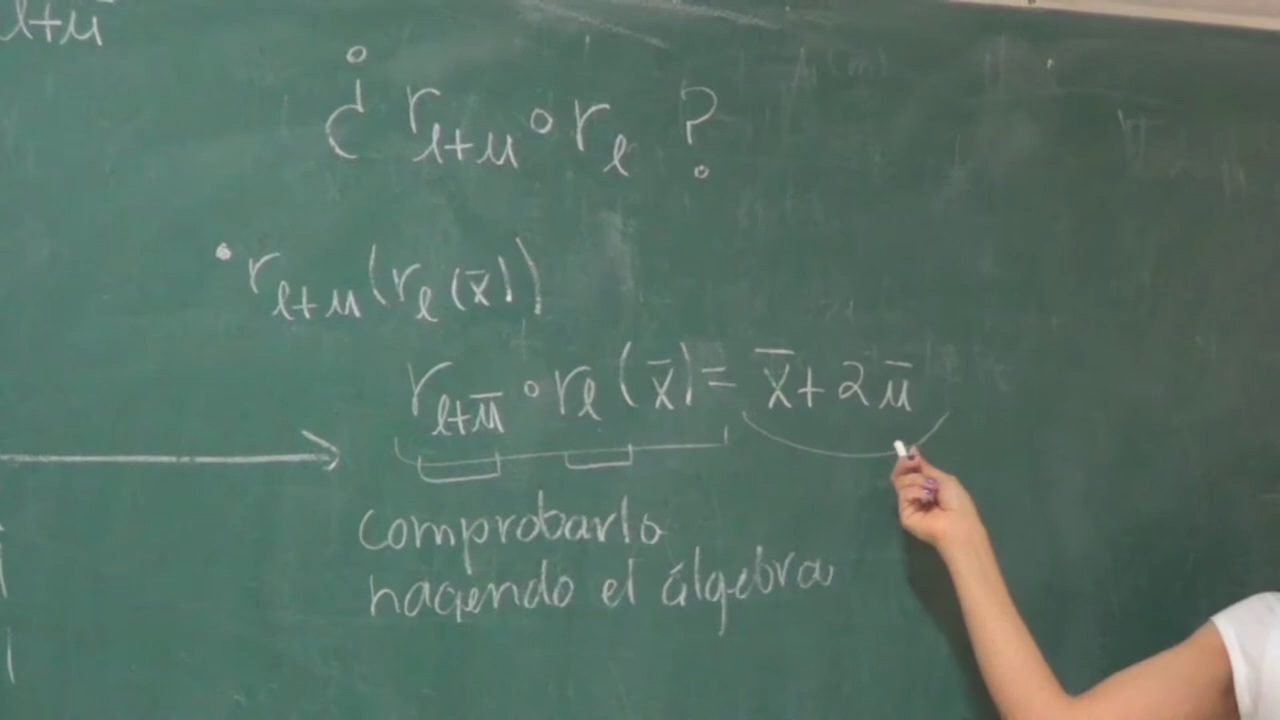 ℓ+u
¿ r_{ℓ+u} ∘ r_ℓ ?
• r_{ℓ+u}(r_ℓ(x̄))
r_{ℓ+ū} ∘ r_ℓ (x̄) = x̄ + 2ū
comprobarlo
haciendo el álgebra